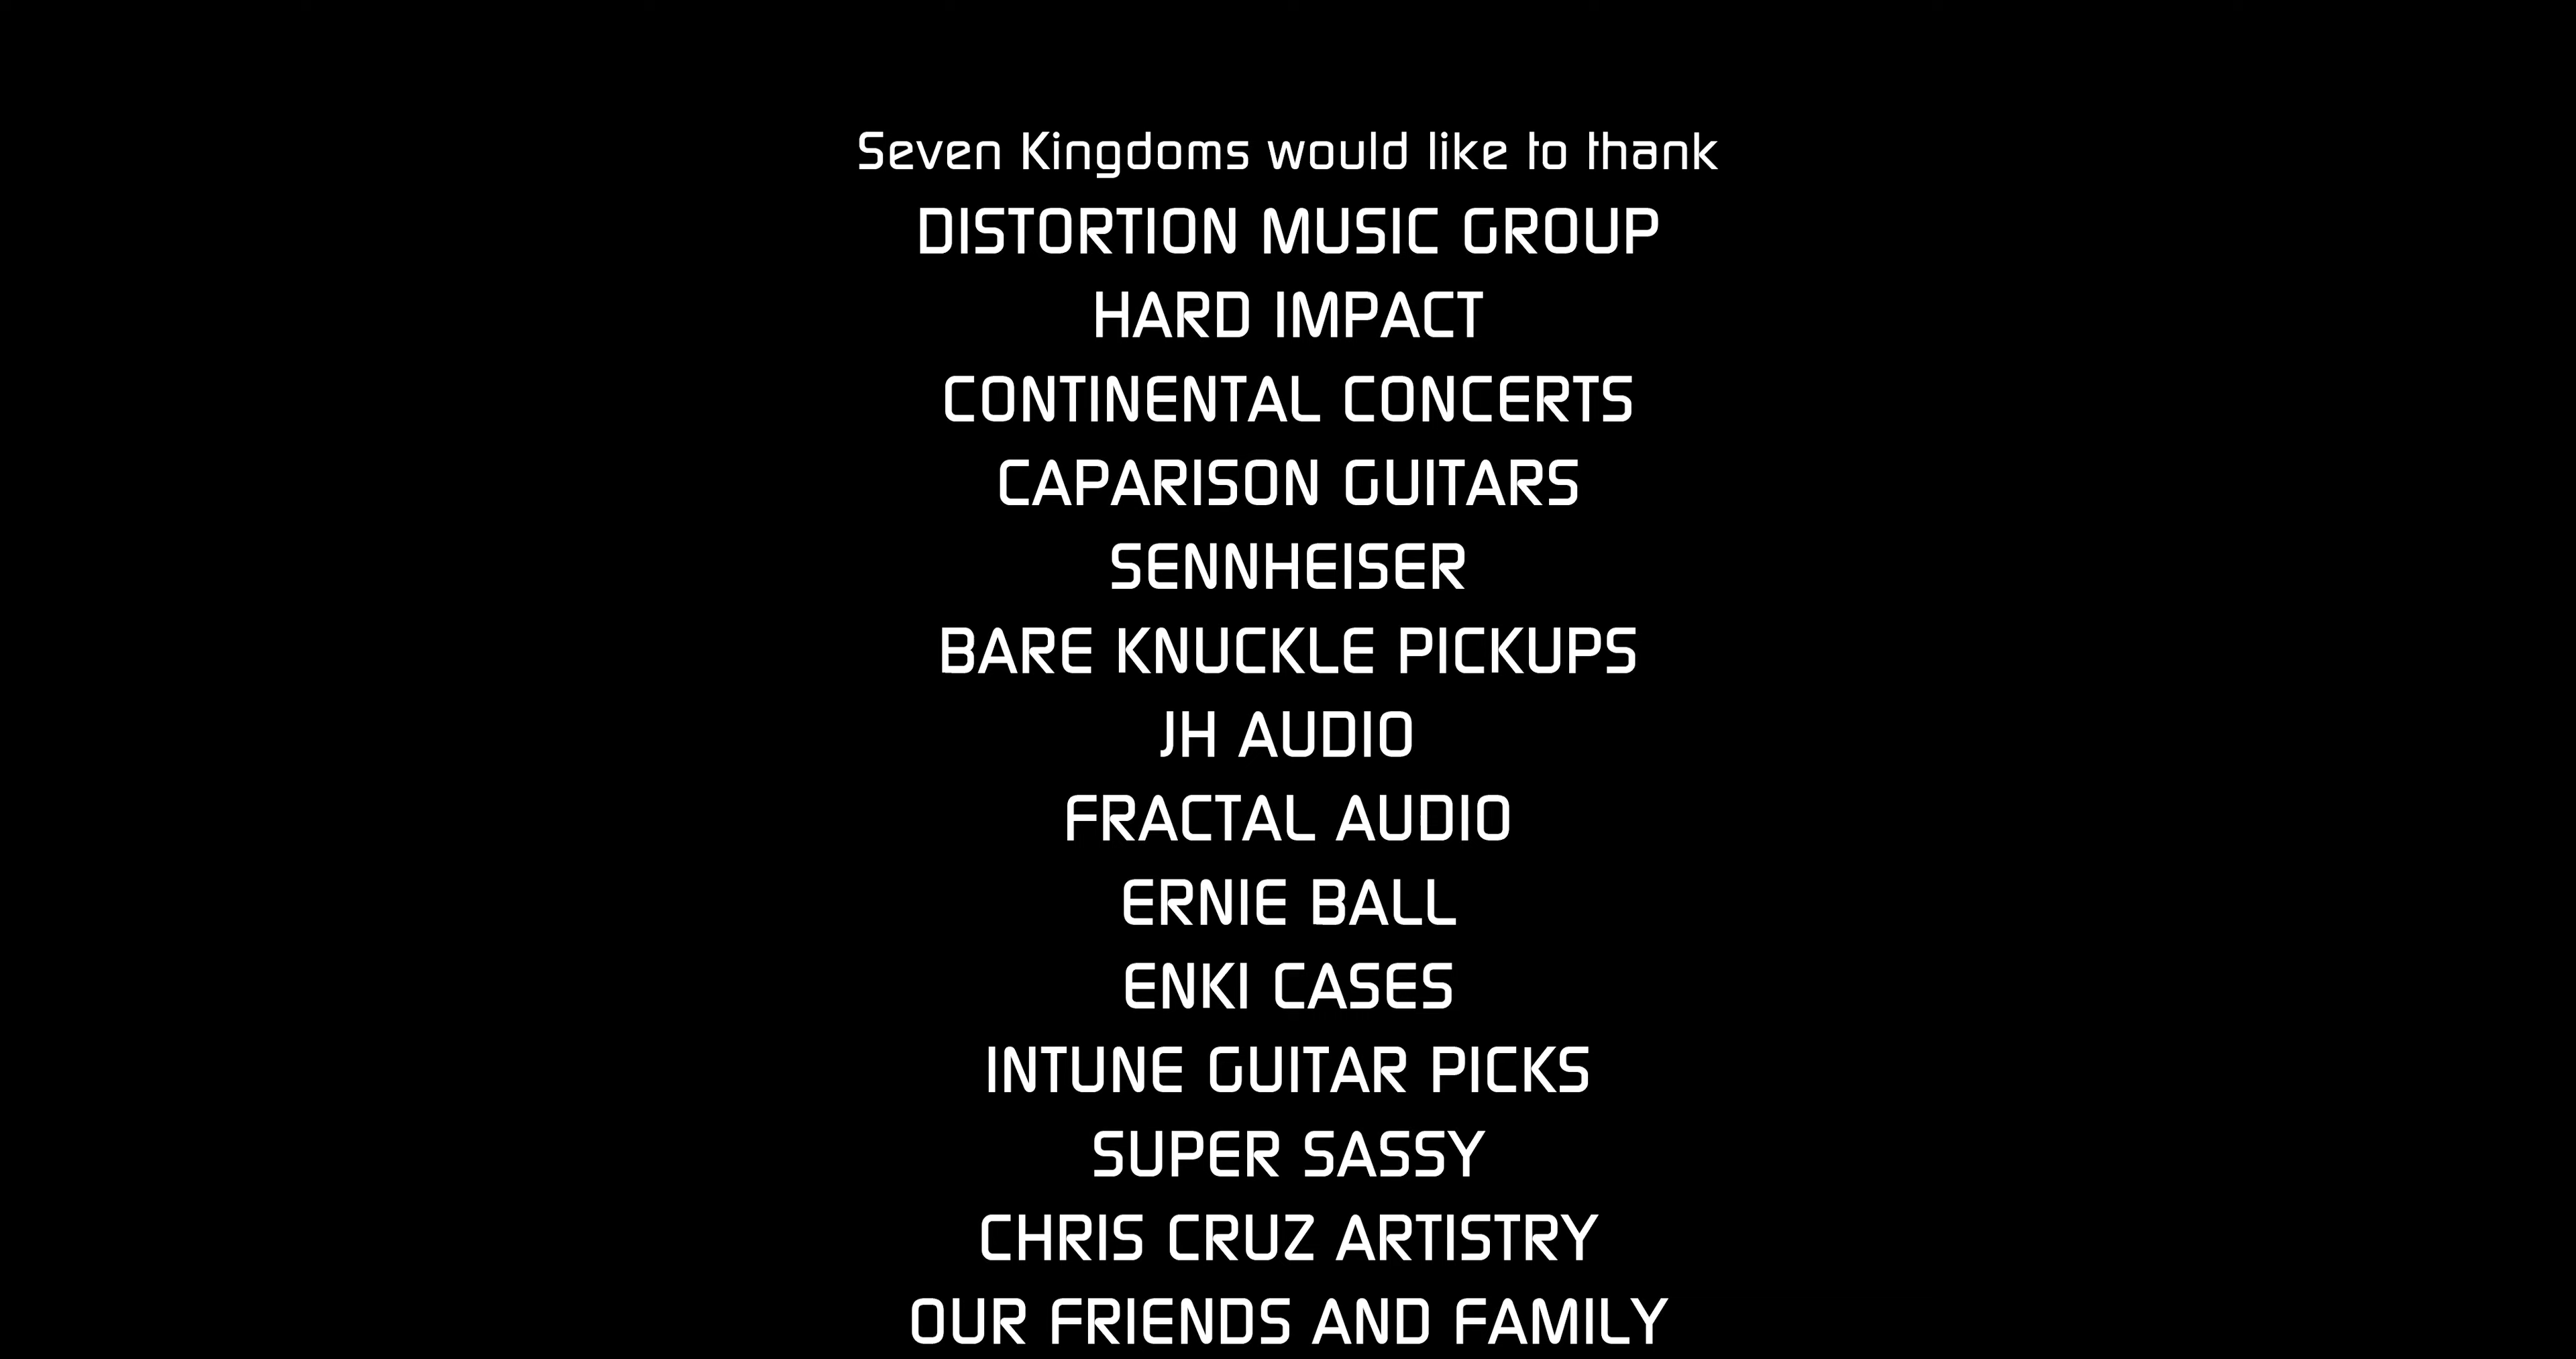 Seven Kingdoms would like to thank
DISTORTION MUSIC GROUP
HARD IMPACT
CONTINENTAL CONCERTS
CAPARISON GUITARS
SENNHEISER
BARE KNUCKLE PICKUPS
JH AUDIO
FRACTAL AUDIO
ERNIE BALL
ENKI CASES
INTUNE GUITAR PICKS
SUPER SASSY
CHRIS CRUZ ARTISTRY
OUR FRIENDS AND FAMILY